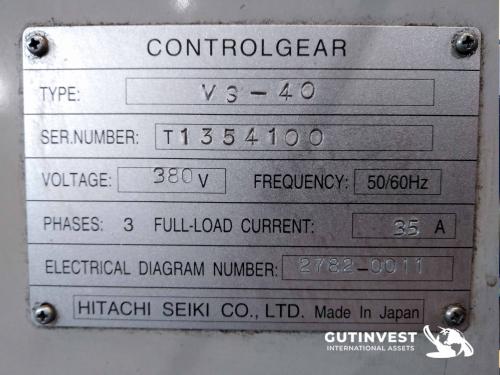 CONTROLGEAR
TYPE: V3-40
SER.NUMBER: T1354100
VOLTAGE: 380 V FREQUENCY: 50/60Hz
PHASES: 3 FULL-LOAD CURRENT: 35 A
ELECTRICAL DIAGRAM NUMBER: 2782-0011
HITACHI SEIKI CO., LTD. Made In Japan
GUTINVEST
INTERNATIONAL ASSETS